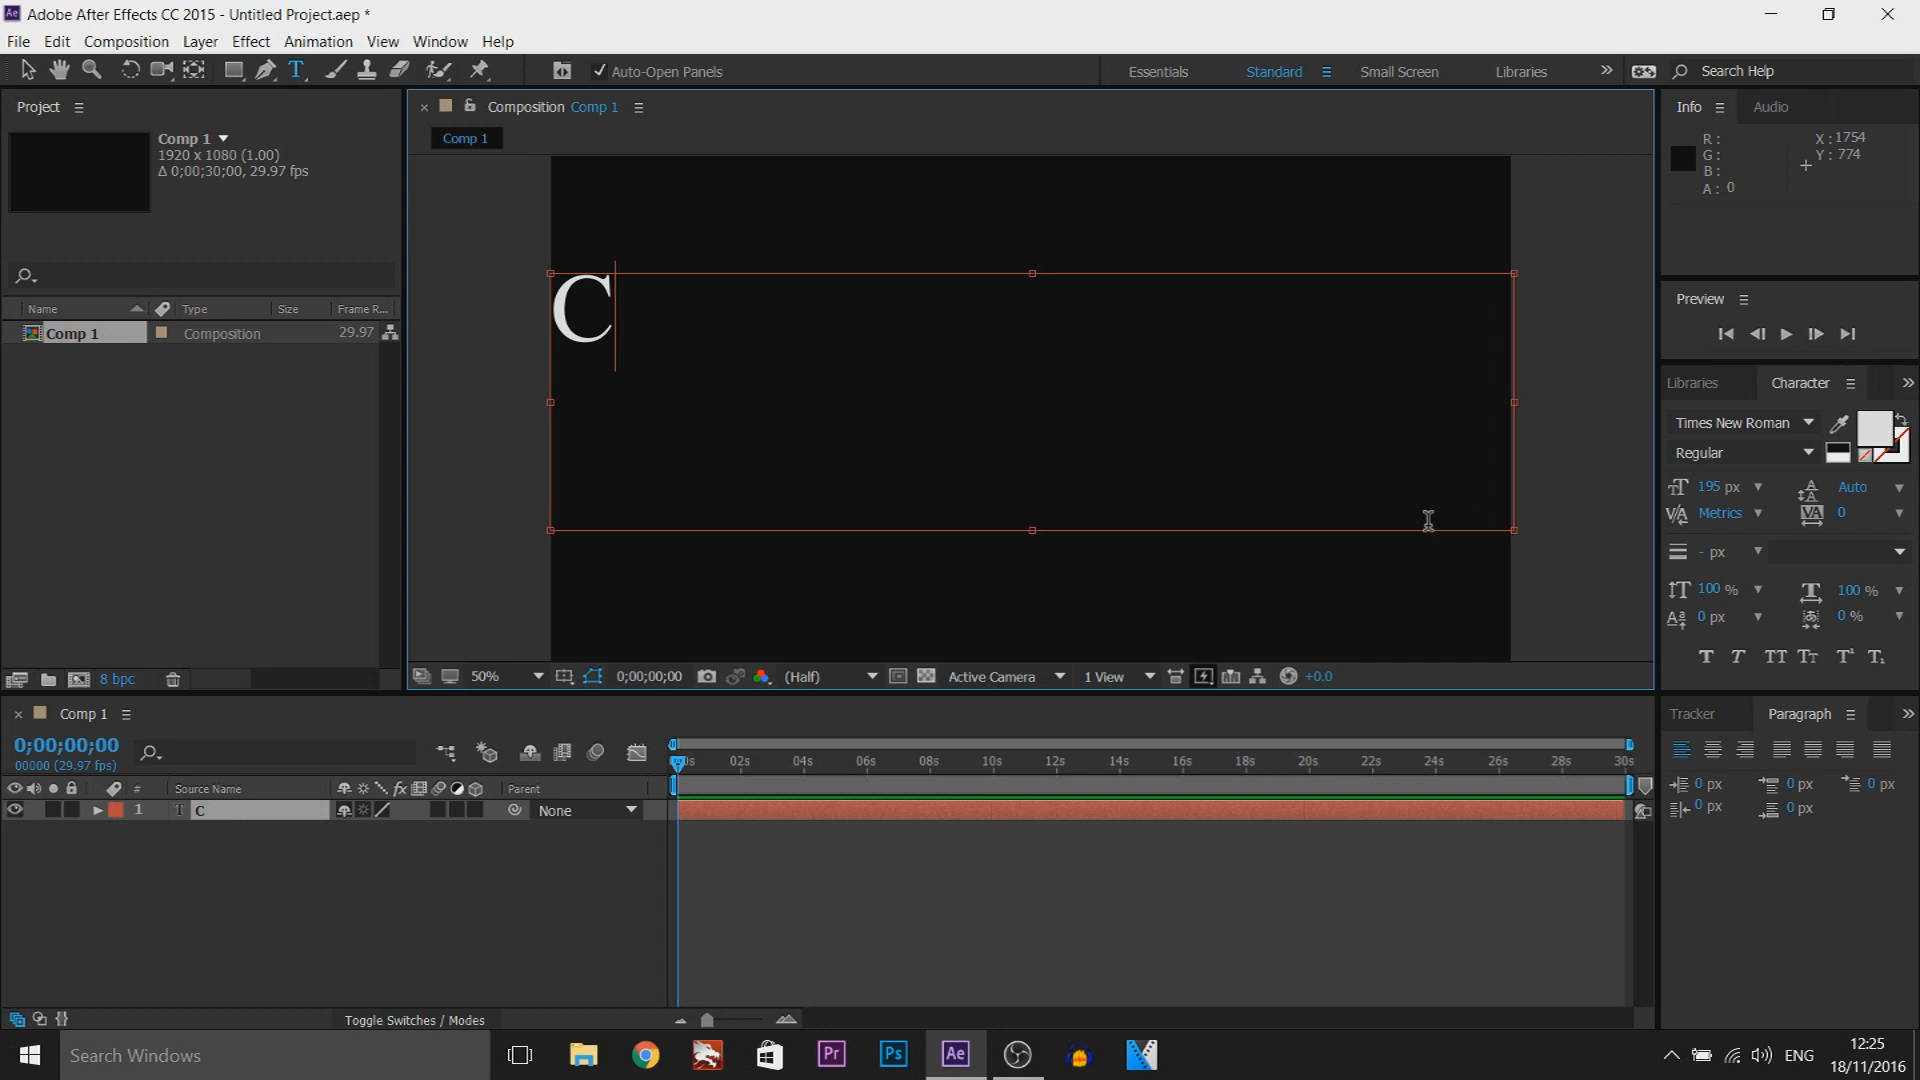 Adobe After Effects CC 2015 - Untitled Project.aep *
File Edit Composition Layer Effect Animation View Window Help
Auto-Open Panels
Essentials Standard Small Screen Libraries Search Help
Project
Comp 1
1920 x 1080 (1.00)
Δ 0;00;30;00, 29.97 fps
Name Type Size Frame R...
Comp 1 Composition 29.97
8 bpc
Composition Comp 1
Comp 1
C
50% 0;00;00;00 (Half) Active Camera 1 View +0.0
Info Audio
R : X : 1754
G : Y : 774
B :
A : 0
Preview
Libraries Character
Times New Roman
Regular
195 px Auto
Metrics 0
- px
100 % 100 %
0 px 0 %
Tracker Paragraph
0 px 0 px 0 px
0 px 0 px
Comp 1
0;00;00;00
00000 (29.97 fps)
# Source Name Parent
1 T C None
0s 02s 04s 06s 08s 10s 12s 14s 16s 18s 20s 22s 24s 26s 28s 30s
Toggle Switches / Modes
Search Windows
Pr Ps Ae
ENG
12:25
18/11/2016